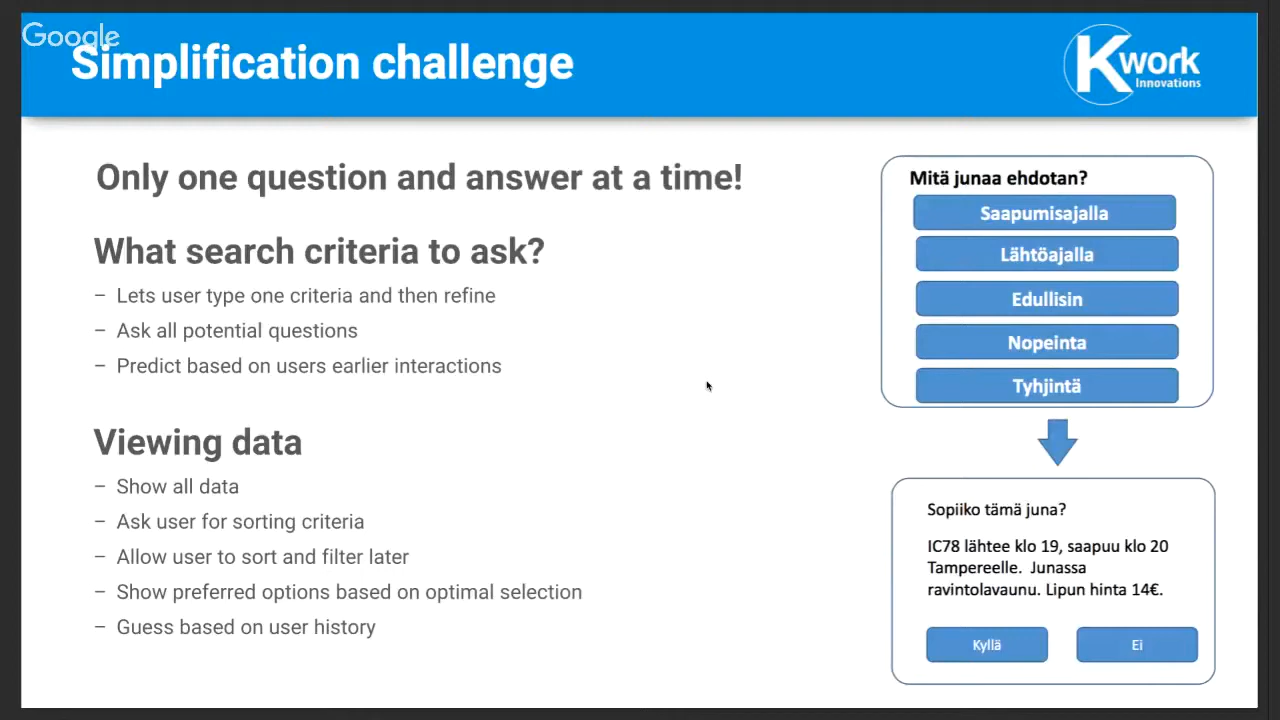 Google
Simplification challenge
Kwork
Innovations
Only one question and answer at a time!
What search criteria to ask?
– Lets user type one criteria and then refine
– Ask all potential questions
– Predict based on users earlier interactions
Viewing data
– Show all data
– Ask user for sorting criteria
– Allow user to sort and filter later
– Show preferred options based on optimal selection
– Guess based on user history
Mitä junaa ehdotan?
Saapumisajalla
Lähtöajalla
Edullisin
Nopeinta
Tyhjintä
Sopiiko tämä juna?
IC78 lähtee klo 19, saapuu klo 20
Tampereelle. Junassa
ravintolavaunu. Lipun hinta 14€.
Kyllä
Ei